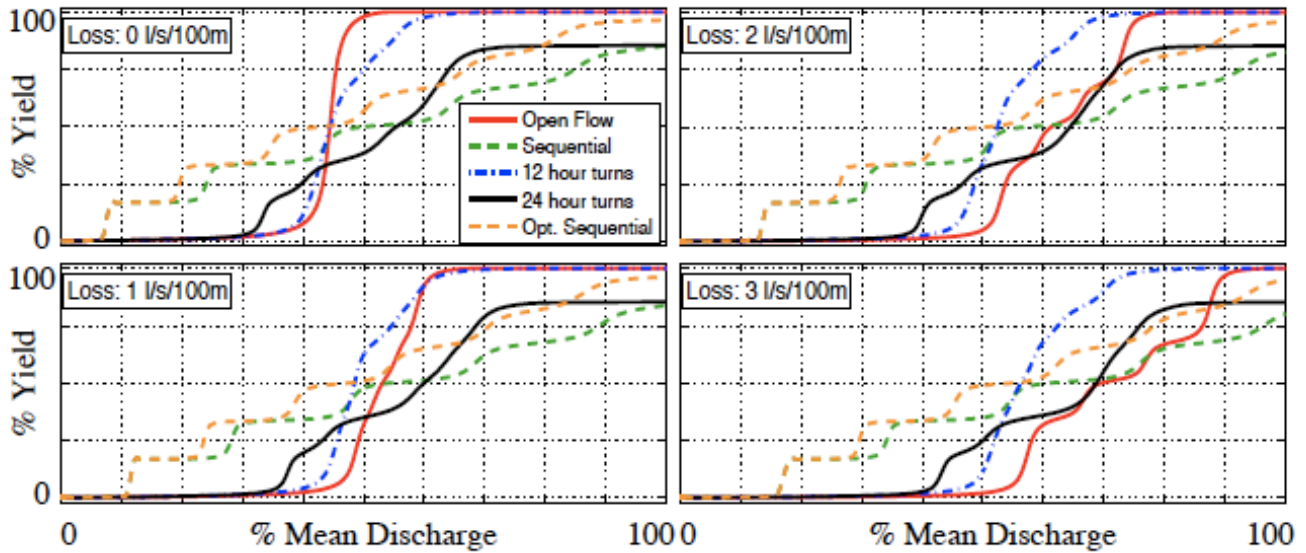 100
% Yield
0
Loss: 0 l/s/100m
Open Flow
Sequential
12 hour turns
24 hour turns
Opt. Sequential
Loss: 2 l/s/100m
100
% Yield
0
Loss: 1 l/s/100m
Loss: 3 l/s/100m
0 % Mean Discharge 100
0 % Mean Discharge 100